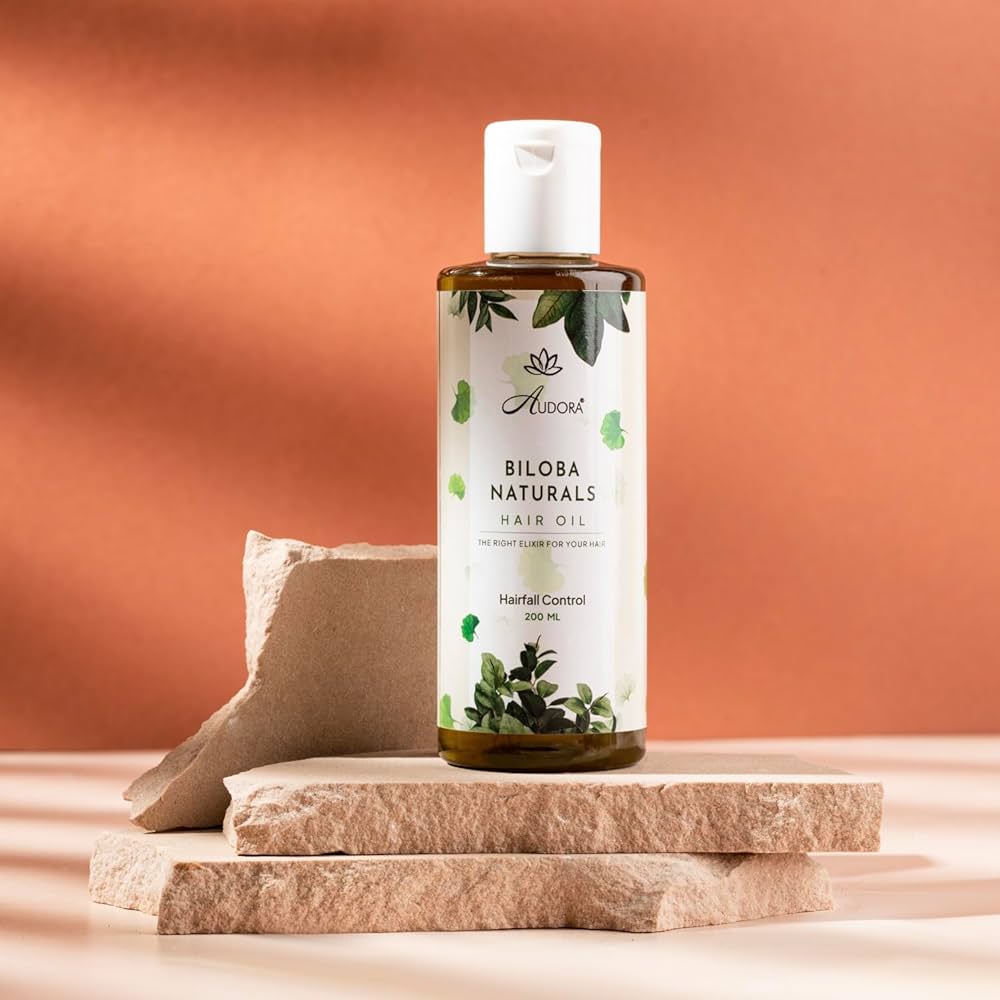 AUDORA®
BILOBA
NATURALS
HAIR OIL
THE RIGHT ELIXIR FOR YOUR HAIR
Hairfall Control
200 ML